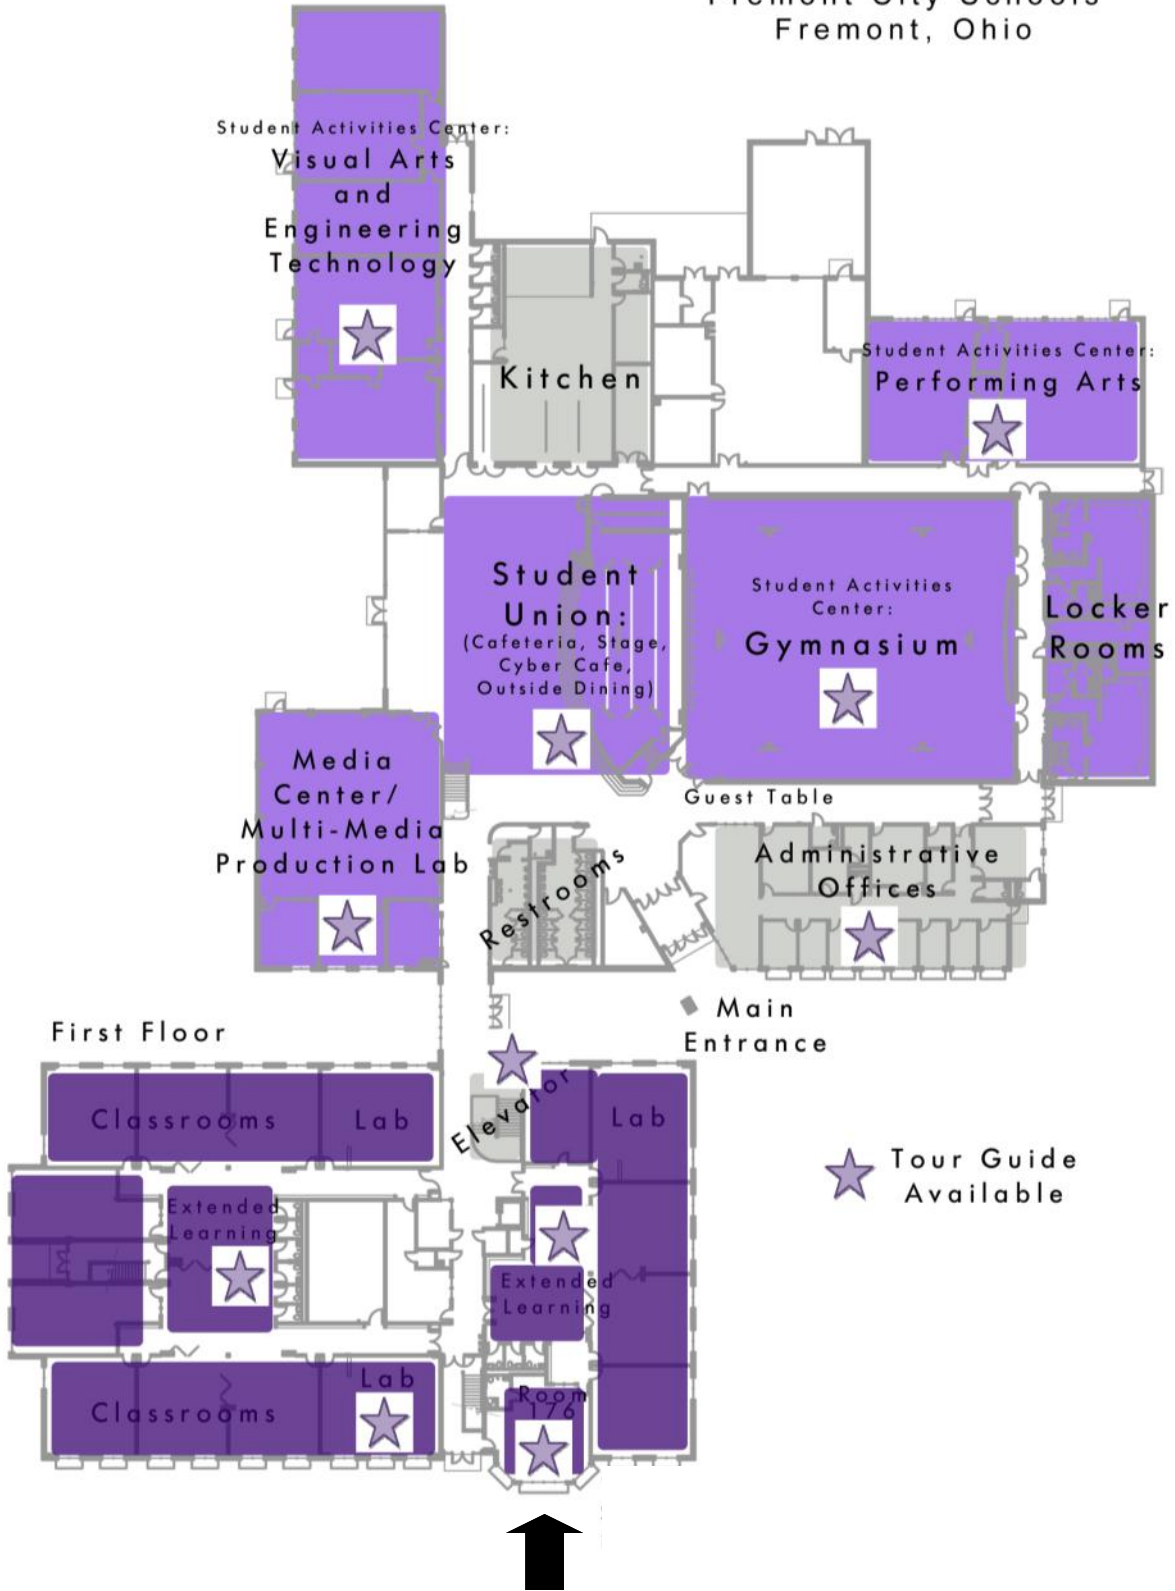 Fremont City Schools
Fremont, Ohio
Student Activities Center:
Visual Arts
and
Engineering
Technology
Kitchen
Student Activities Center:
Performing Arts
Student
Union:
(Cafeteria, Stage,
Cyber Cafe,
Outside Dining)
Student Activities
Center:
Gymnasium
Locker
Rooms
Media
Center/
Multi-Media
Production Lab
Guest Table
Restrooms
Administrative
Offices
Main
Entrance
First Floor
Classrooms
Lab
Elevator
Lab
Tour Guide
Available
Extended
Learning
Extended
Learning
Classrooms
Lab
Room
176